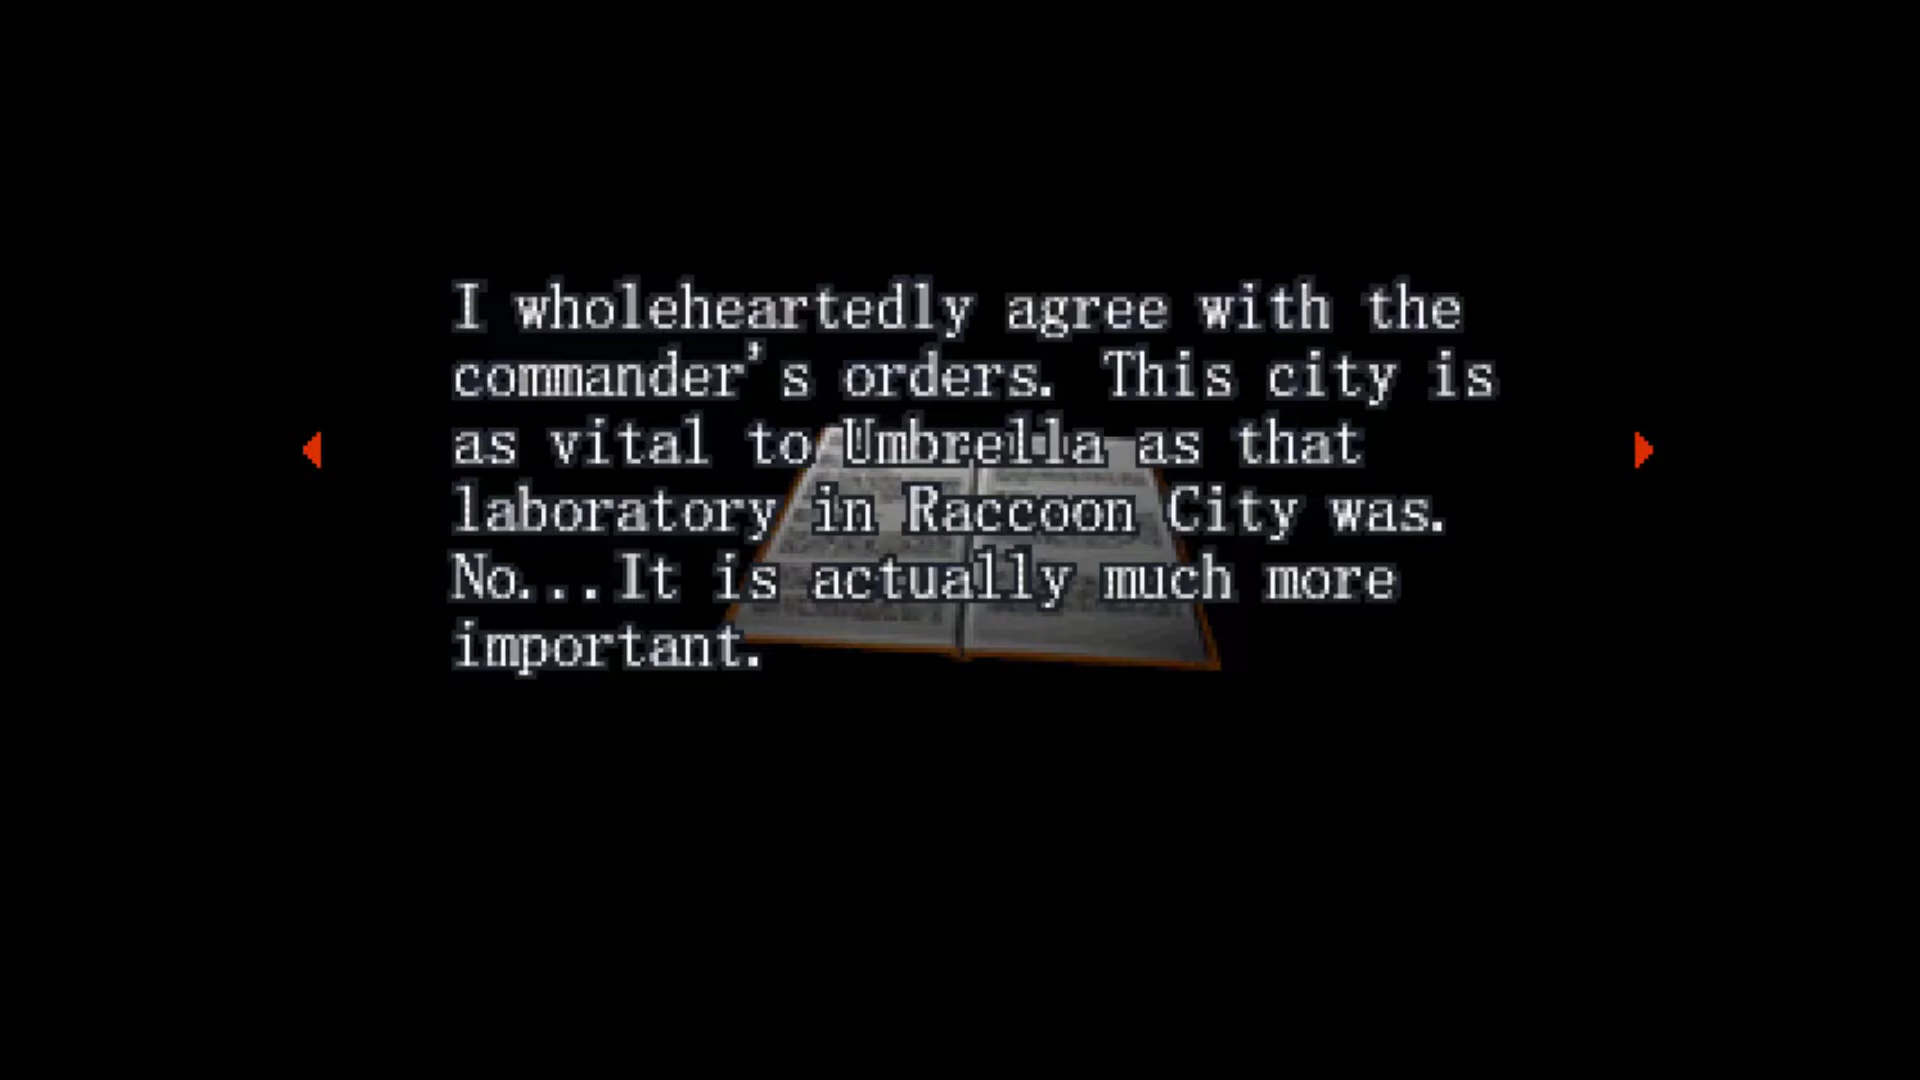 I wholeheartedly agree with the
commander's orders. This city is
as vital to Umbrella as that
laboratory in Raccoon City was.
No...It is actually much more
important.